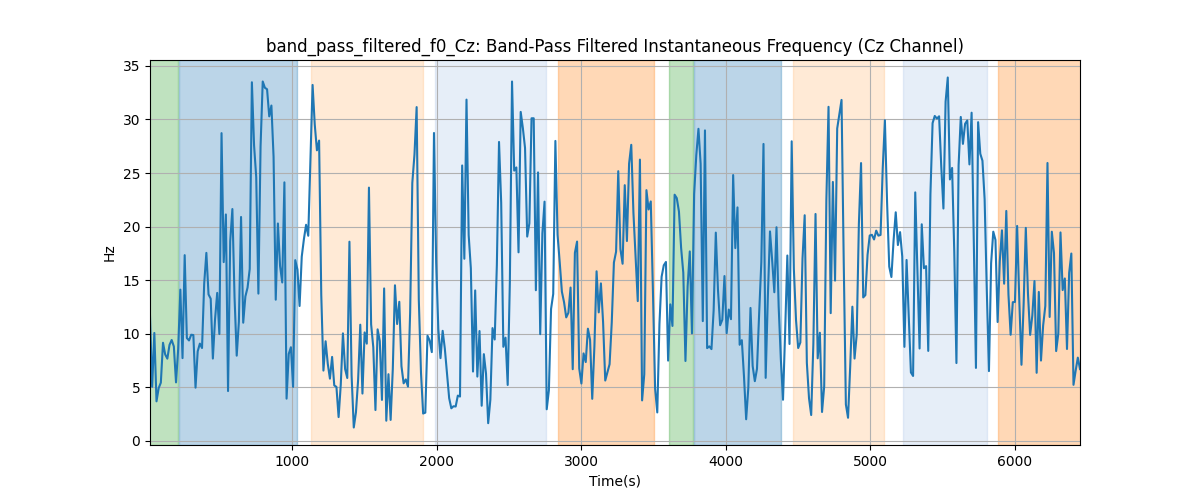 band_pass_filtered_f0_Cz: Band-Pass Filtered Instantaneous Frequency (Cz Channel)
35
30
25
20
15
10
5
0
Hz
1000 2000 3000 4000 5000 6000
Time(s)